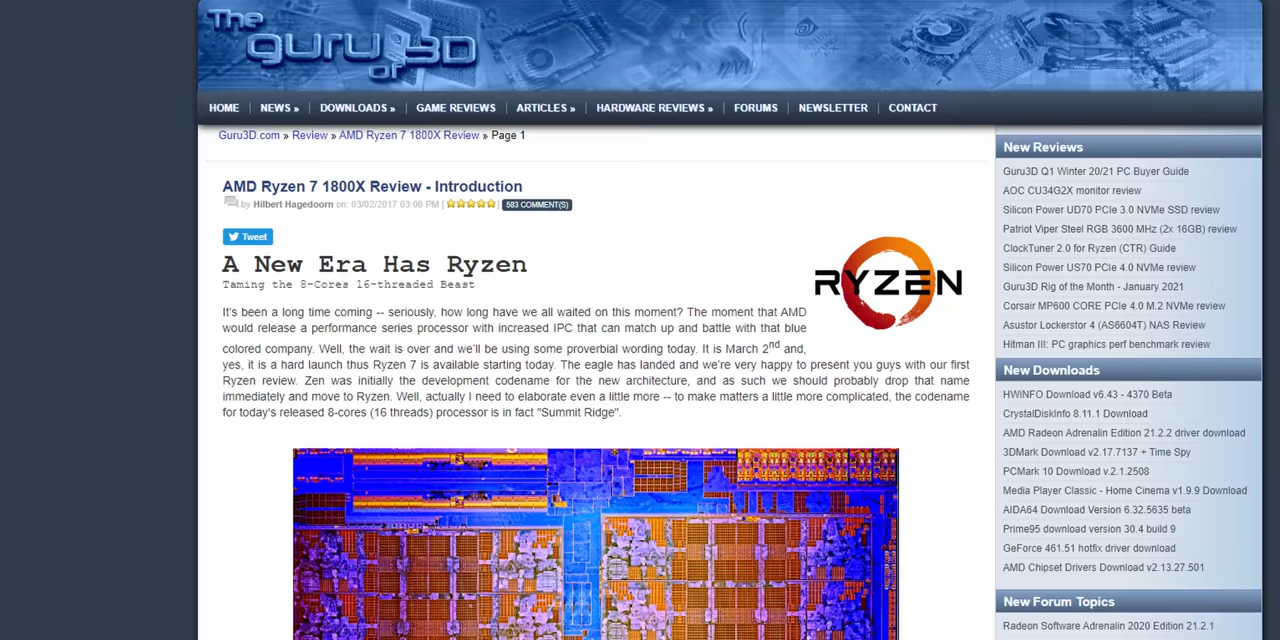 The
guru
of 3D
HOME NEWS » DOWNLOADS » GAME REVIEWS ARTICLES » HARDWARE REVIEWS » FORUMS NEWSLETTER CONTACT
Guru3D.com » Review » AMD Ryzen 7 1800X Review » Page 1
AMD Ryzen 7 1800X Review - Introduction
by Hilbert Hagedoorn on: 03/02/2017 03:00 PM [ ] 583 COMMENT(S)
Tweet
A New Era Has Ryzen
Taming the 8-Cores 16-threaded Beast
RYZEN
It's been a long time coming -- seriously, how long have we all waited on this moment? The moment that AMD
would release a performance series processor with increased IPC that can match up and battle with that blue
colored company. Well, the wait is over and we'll be using some proverbial wording today. It is March 2nd and,
yes, it is a hard launch thus Ryzen 7 is available starting today. The eagle has landed and we're very happy to present you guys with our first
Ryzen review. Zen was initially the development codename for the new architecture, and as such we should probably drop that name
immediately and move to Ryzen. Well, actually I need to elaborate even a little more -- to make matters a little more complicated, the codename
for today's released 8-cores (16 threads) processor is in fact "Summit Ridge".
New Reviews
Guru3D Q1 Winter 20/21 PC Buyer Guide
AOC CU34G2X monitor review
Silicon Power UD70 PCIe 3.0 NVMe SSD review
Patriot Viper Steel RGB 3600 MHz (2x 16GB) review
ClockTuner 2.0 for Ryzen (CTR) Guide
Silicon Power US70 PCIe 4.0 NVMe review
Guru3D Rig of the Month - January 2021
Corsair MP600 CORE PCIe 4.0 M.2 NVMe review
Asustor Lockerstor 4 (AS6604T) NAS Review
Hitman III: PC graphics perf benchmark review
New Downloads
HWiNFO Download v6.43 - 4370 Beta
CrystalDiskInfo 8.11.1 Download
AMD Radeon Adrenalin Edition 21.2.2 driver download
3DMark Download v2.17.7137 + Time Spy
PCMark 10 Download v.2.1.2508
Media Player Classic - Home Cinema v1.9.9 Download
AIDA64 Download Version 6.32.5635 beta
Prime95 download version 30.4 build 9
GeForce 461.51 hotfix driver download
AMD Chipset Drivers Download v2.13.27.501
New Forum Topics
Radeon Software Adrenalin 2020 Edition 21.2.1